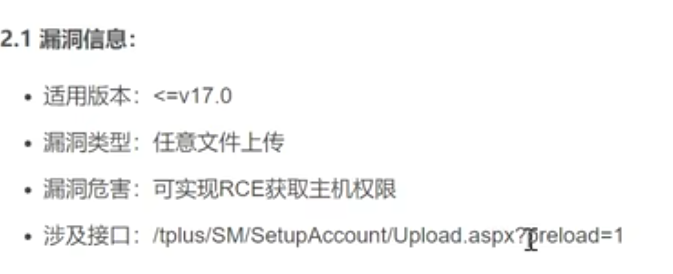 2.1 漏洞信息：
• 适用版本：<=v17.0
• 漏洞类型：任意文件上传
• 漏洞危害：可实现RCE获取主机权限
• 涉及接口：/tplus/SM/SetupAccount/Upload.aspx?preload=1